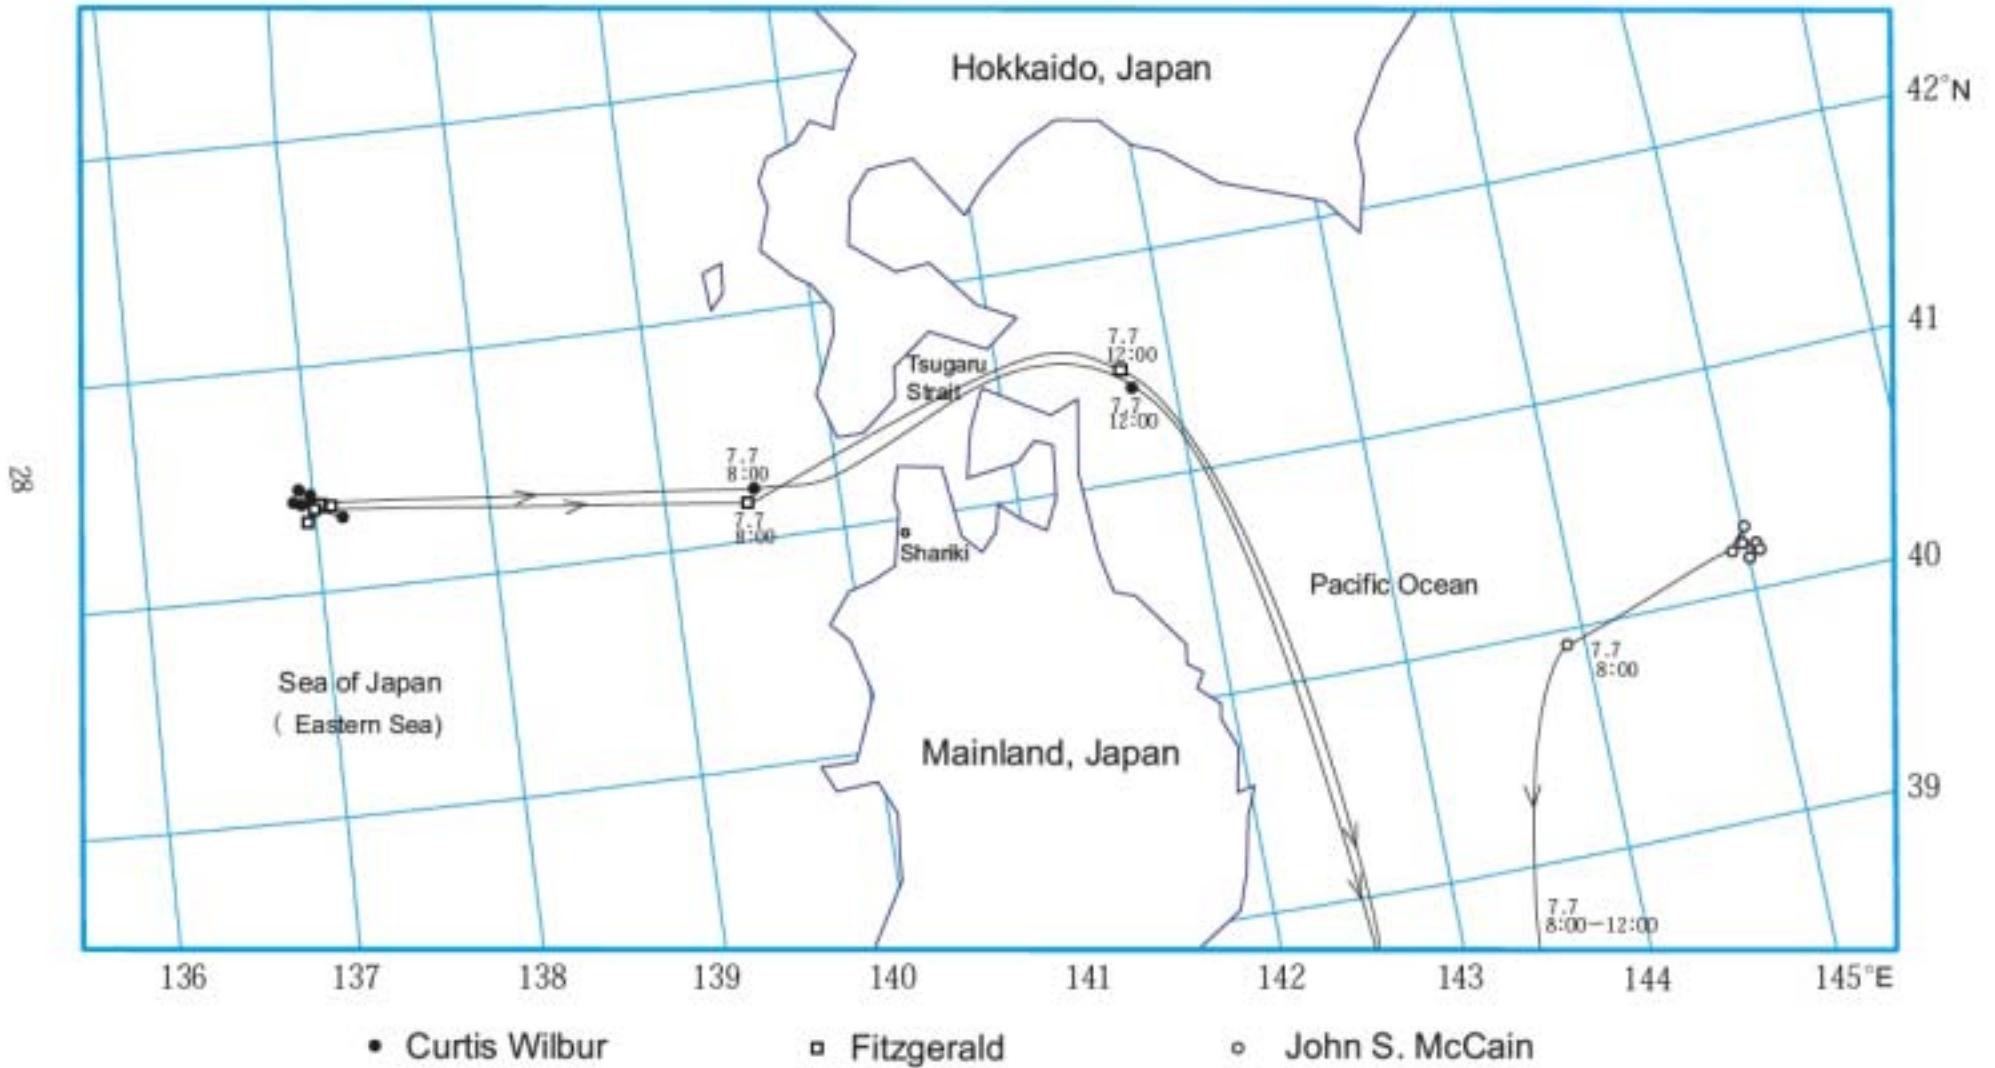 Hokkaido, Japan
42°N
41
7.7
12:00
Tsugaru
Strait
7.7
12:00
7.7
8:00
28
7.7
8:00
Shariki
40
Pacific Ocean
7.7
8:00
Sea of Japan
( Eastern Sea)
Mainland, Japan
39
7.7
8:00—12:00
136 137 138 139 140 141 142 143 144 145°E
Curtis Wilbur Fitzgerald John S. McCain